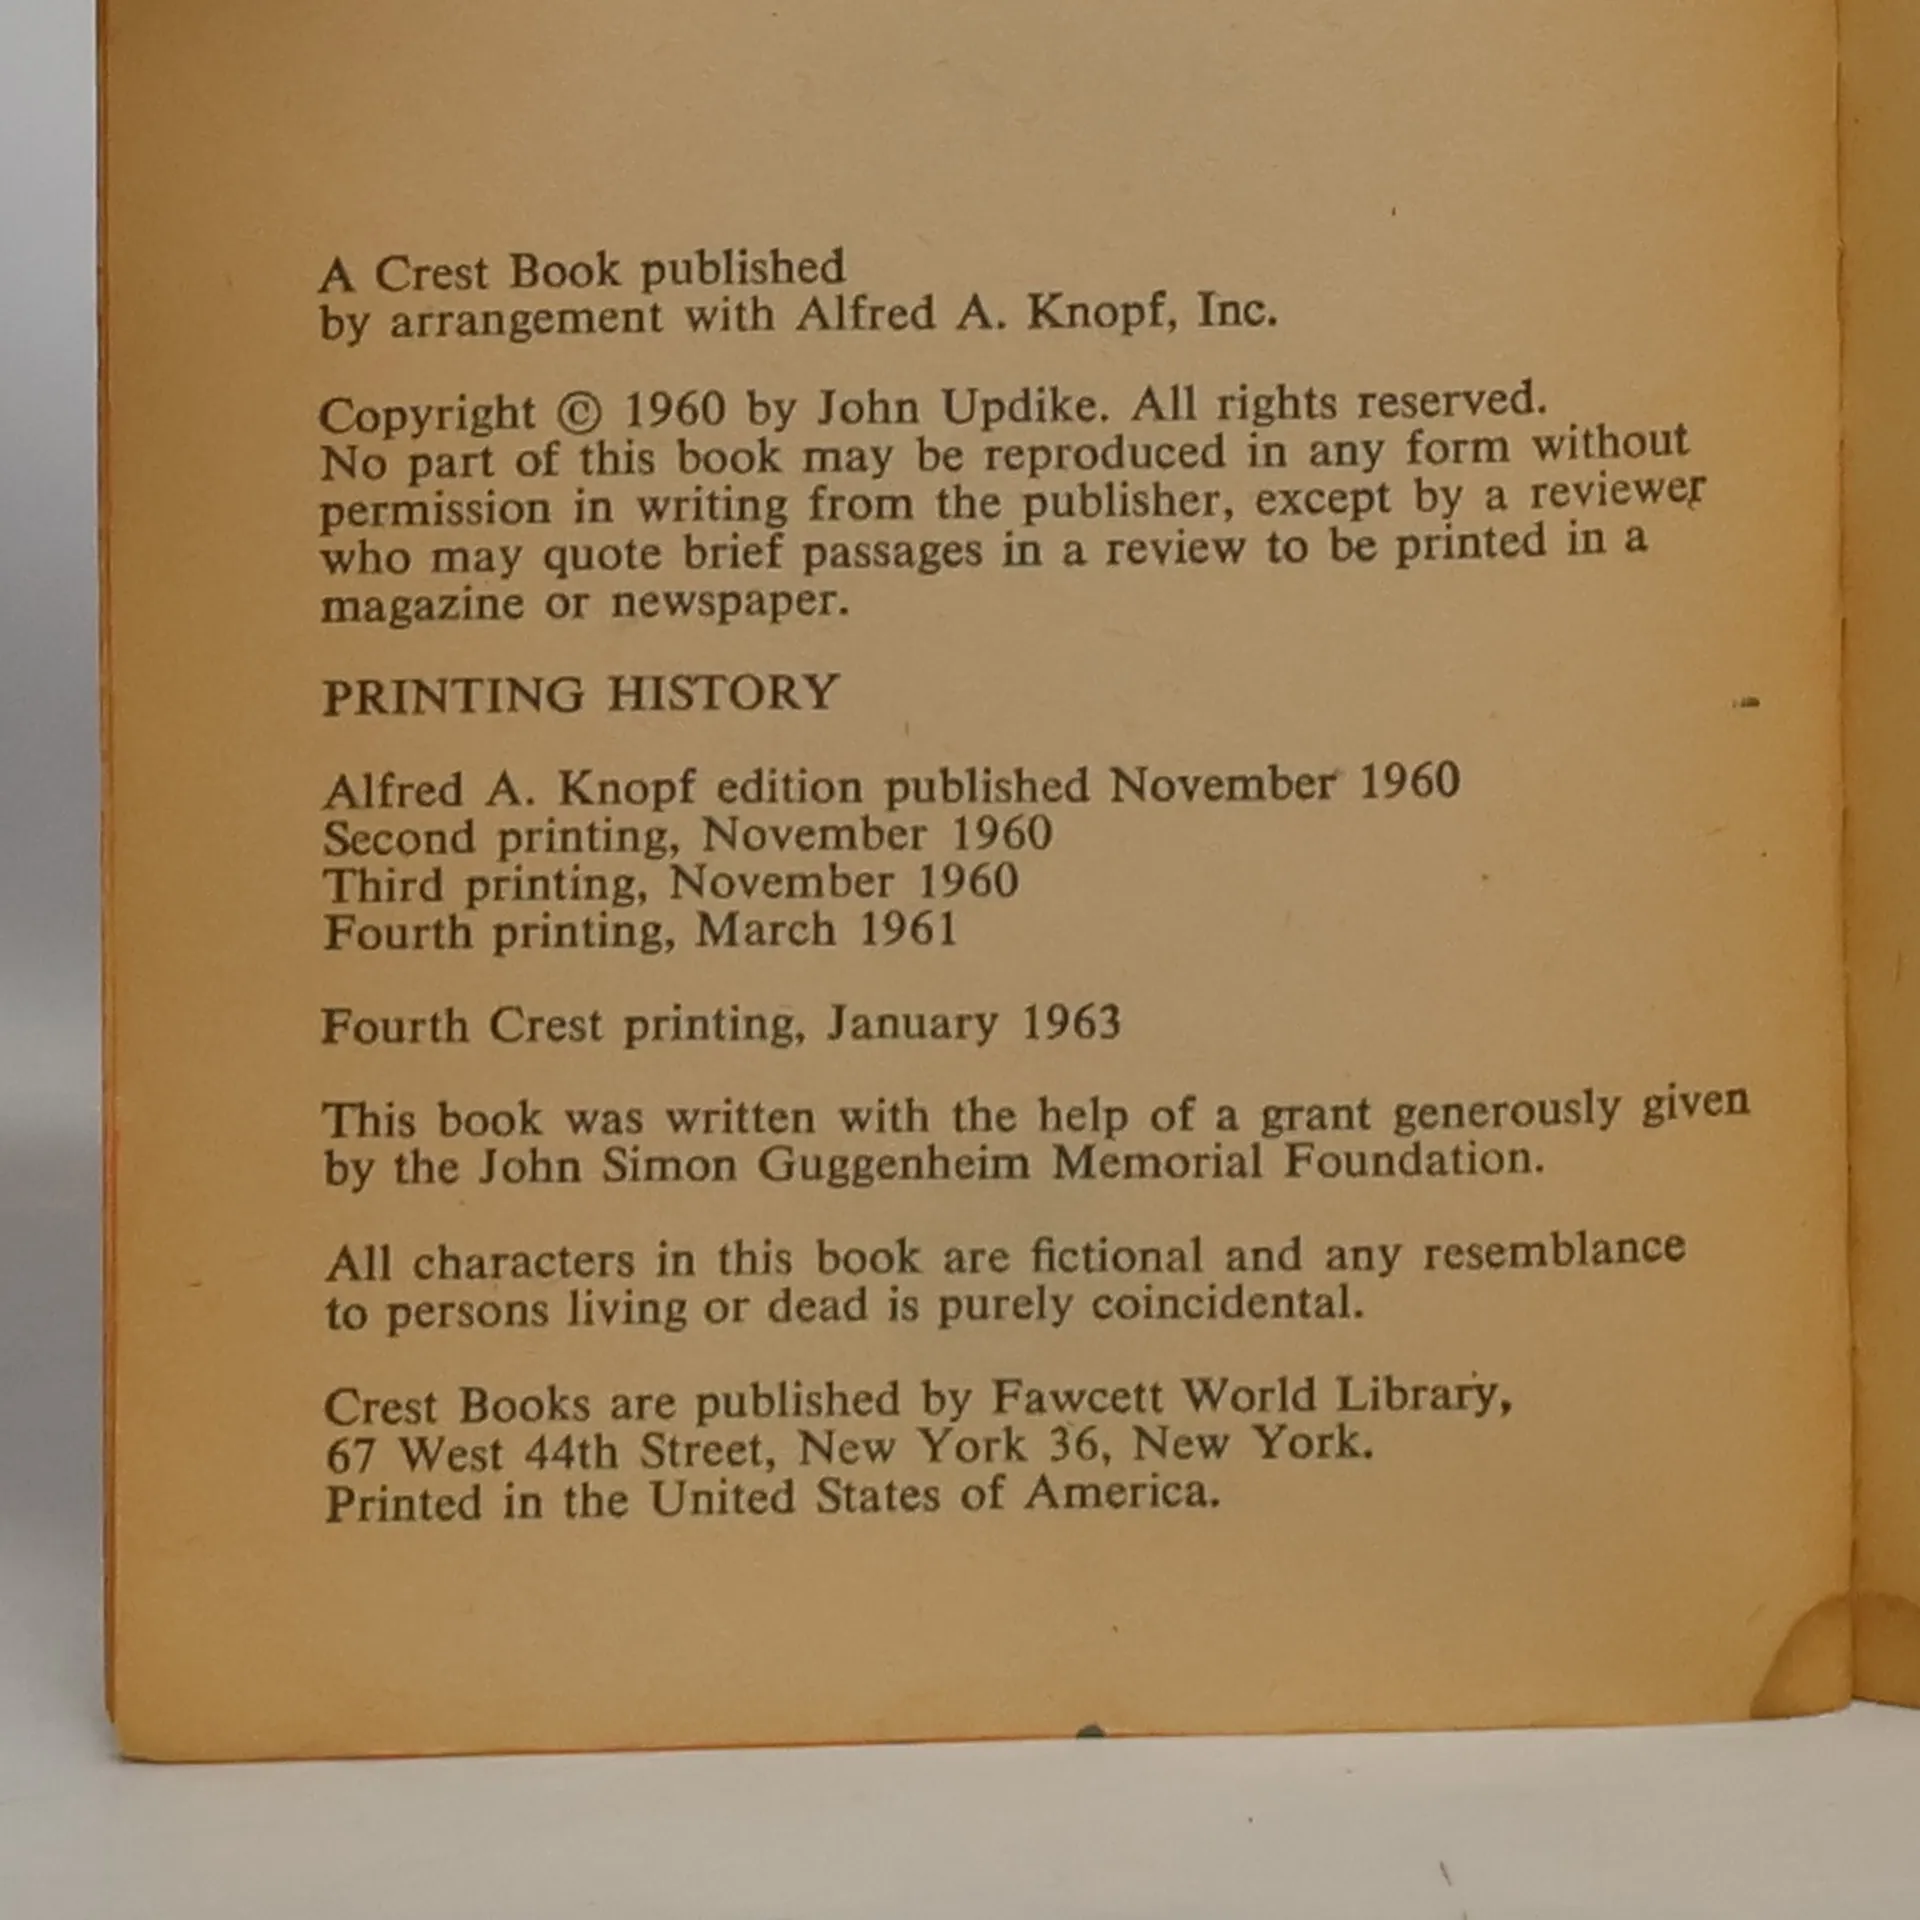 A Crest Book published
by arrangement with Alfred A. Knopf, Inc.
Copyright © 1960 by John Updike. All rights reserved.
No part of this book may be reproduced in any form without
permission in writing from the publisher, except by a reviewer
who may quote brief passages in a review to be printed in a
magazine or newspaper.
PRINTING HISTORY
Alfred A. Knopf edition published November 1960
Second printing, November 1960
Third printing, November 1960
Fourth printing, March 1961
Fourth Crest printing, January 1963
This book was written with the help of a grant generously given
by the John Simon Guggenheim Memorial Foundation.
All characters in this book are fictional and any resemblance
to persons living or dead is purely coincidental.
Crest Books are published by Fawcett World Library,
67 West 44th Street, New York 36, New York.
Printed in the United States of America.